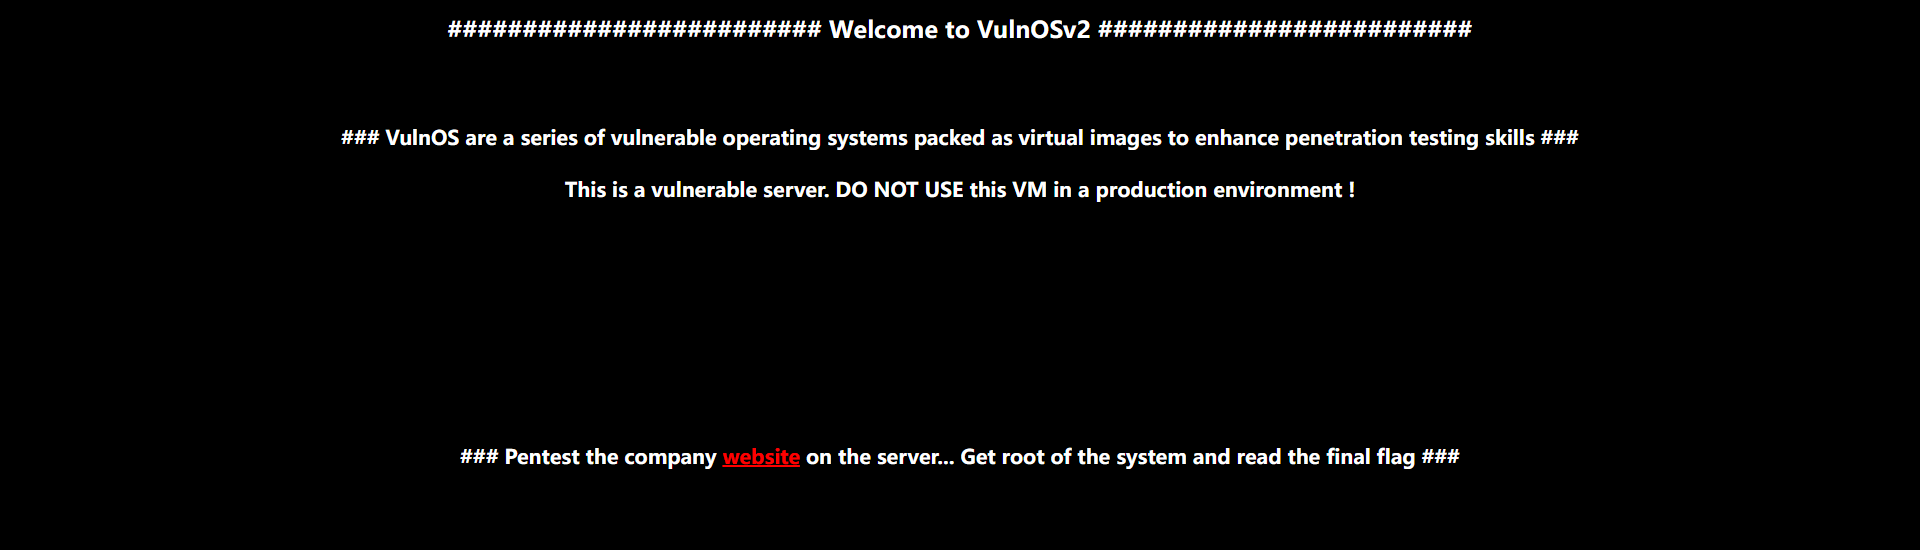 ######################### Welcome to VulnOSv2 #########################
### VulnOS are a series of vulnerable operating systems packed as virtual images to enhance penetration testing skills ###
This is a vulnerable server. DO NOT USE this VM in a production environment !
### Pentest the company website on the server... Get root of the system and read the final flag ###